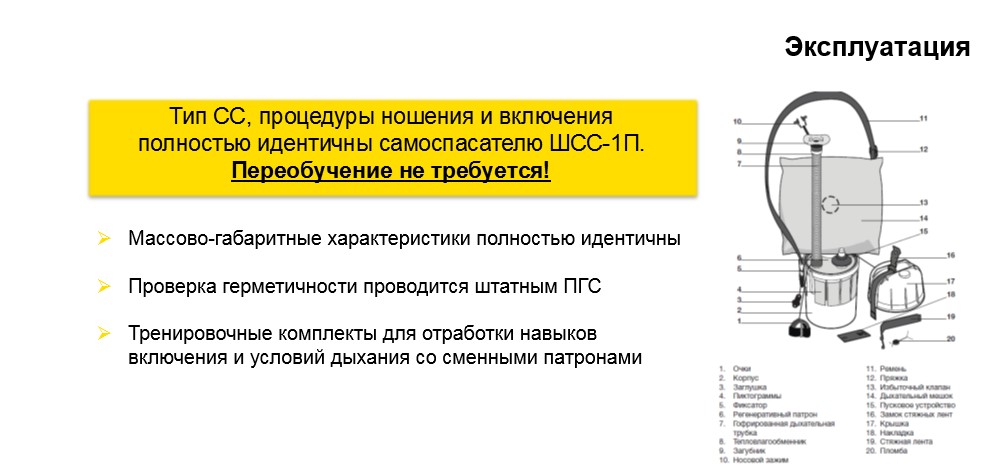 Эксплуатация
Тип СС, процедуры ношения и включения
полностью идентичны самоспасателю ШСС-1П.
Переобучение не требуется!
Массово-габаритные характеристики полностью идентичны
Проверка герметичности проводится штатным ПГС
Тренировочные комплекты для отработки навыков
включения и условий дыхания со сменными патронами
10
9
8
7
6
5
4
3
2
1
11
12
13
14
15
16
17
18
19
20
1. Очки
2. Корпус
3. Заглушка
4. Пиктограммы
5. Фиксатор
6. Регенеративный патрон
7. Гофрированная дыхательная
трубка
8. Тепловлагообменник
9. Загубник
10. Носовой зажим
11. Ремень
12. Пряжка
13. Избыточный клапан
14. Дыхательный мешок
15. Пусковое устройство
16. Замок стяжных лент
17. Крышка
18. Накладка
19. Стяжная лента
20. Пломба